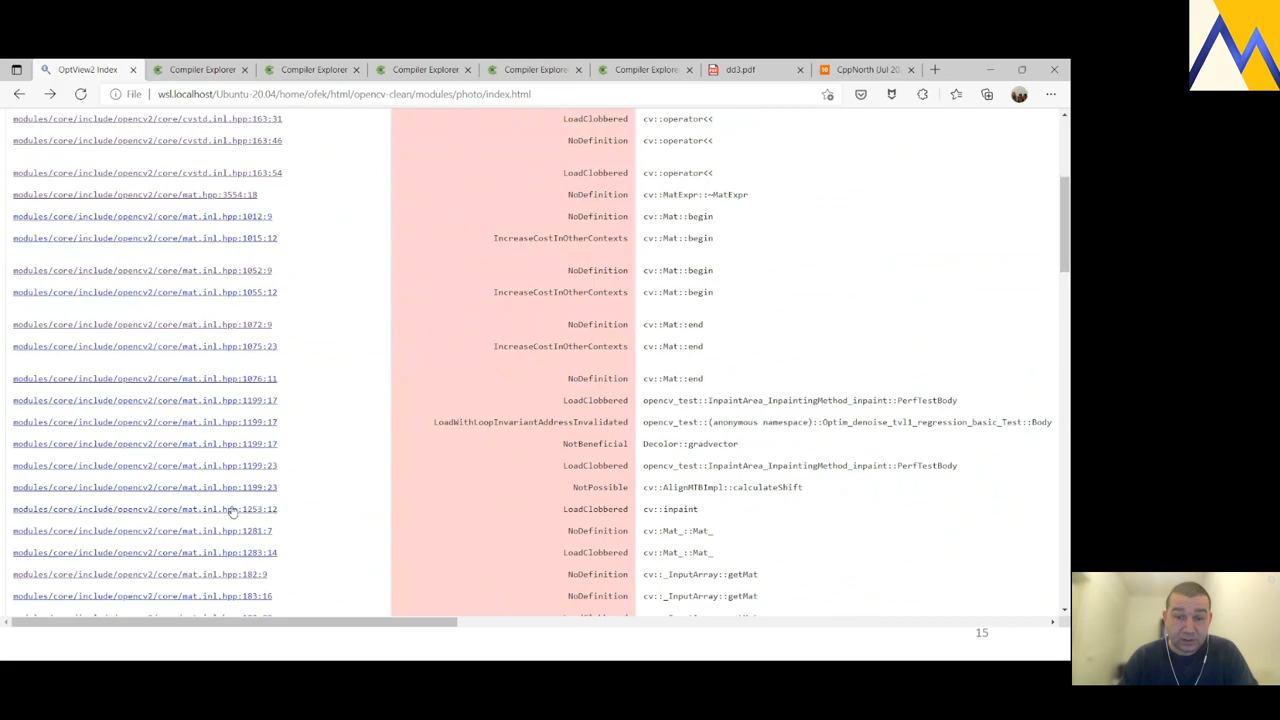 OptView2 Index
Compiler Explorer
Compiler Explorer
Compiler Explorer
Compiler Explorer
Compiler Explorer
dd3.pdf
CppNorth (Jul 20
File wsl.localhost/Ubuntu-20.04/home/ofek/html/opencv-clean/modules/photo/index.html
modules/core/include/opencv2/core/cvstd.inl.hpp:163:31 LoadClobbered cv::operator<<
modules/core/include/opencv2/core/cvstd.inl.hpp:163:46 NoDefinition cv::operator<<
modules/core/include/opencv2/core/cvstd.inl.hpp:163:54 LoadClobbered cv::operator<<
modules/core/include/opencv2/core/mat.hpp:3554:18 NoDefinition cv::MatExpr::~MatExpr
modules/core/include/opencv2/core/mat.inl.hpp:1012:9 NoDefinition cv::Mat::begin
modules/core/include/opencv2/core/mat.inl.hpp:1015:12 IncreaseCostInOtherContexts cv::Mat::begin
modules/core/include/opencv2/core/mat.inl.hpp:1052:9 NoDefinition cv::Mat::begin
modules/core/include/opencv2/core/mat.inl.hpp:1055:12 IncreaseCostInOtherContexts cv::Mat::begin
modules/core/include/opencv2/core/mat.inl.hpp:1072:9 NoDefinition cv::Mat::end
modules/core/include/opencv2/core/mat.inl.hpp:1075:23 IncreaseCostInOtherContexts cv::Mat::end
modules/core/include/opencv2/core/mat.inl.hpp:1076:11 NoDefinition cv::Mat::end
modules/core/include/opencv2/core/mat.inl.hpp:1199:17 LoadClobbered opencv_test::InpaintArea_InpaintingMethod_inpaint::PerfTestBody
modules/core/include/opencv2/core/mat.inl.hpp:1199:17 LoadWithLoopInvariantAddressInvalidated opencv_test::(anonymous namespace)::Optim_denoise_tvl1_regression_basic_Test::Body
modules/core/include/opencv2/core/mat.inl.hpp:1199:17 NotBeneficial Decolor::gradvector
modules/core/include/opencv2/core/mat.inl.hpp:1199:23 LoadClobbered opencv_test::InpaintArea_InpaintingMethod_inpaint::PerfTestBody
modules/core/include/opencv2/core/mat.inl.hpp:1199:23 NotPossible cv::AlignMTBImpl::calculateShift
modules/core/include/opencv2/core/mat.inl.hpp:1253:12 LoadClobbered cv::inpaint
modules/core/include/opencv2/core/mat.inl.hpp:1281:7 NoDefinition cv::Mat_::Mat_
modules/core/include/opencv2/core/mat.inl.hpp:1283:14 LoadClobbered cv::Mat_::Mat_
modules/core/include/opencv2/core/mat.inl.hpp:182:9 NoDefinition cv::_InputArray::getMat
modules/core/include/opencv2/core/mat.inl.hpp:183:16 NoDefinition cv::_InputArray::getMat
15